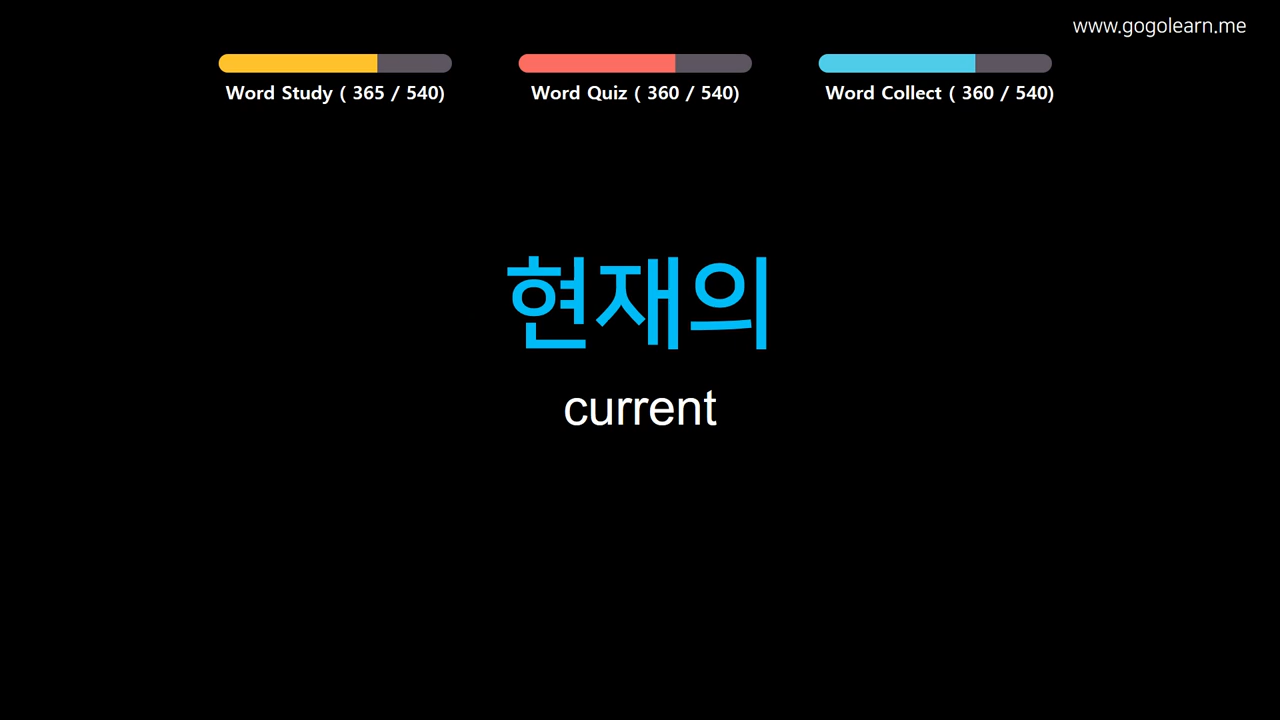 www.gogolearn.me
Word Study ( 365 / 540)
Word Quiz ( 360 / 540)
Word Collect ( 360 / 540)
현재의
current